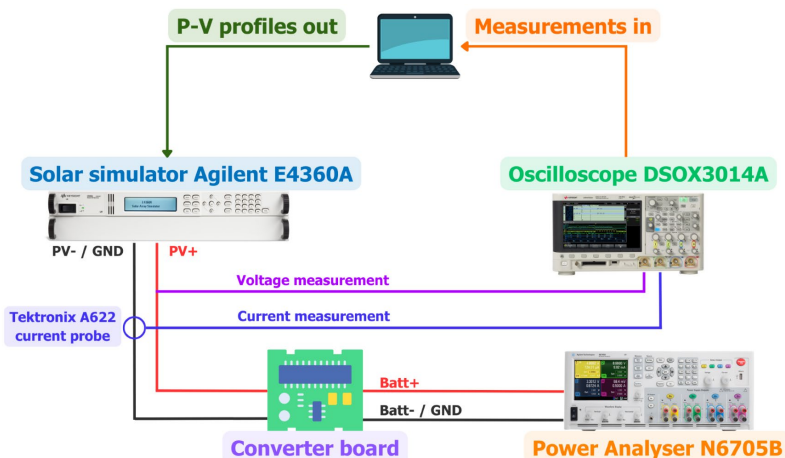 P-V profiles out
Measurements in
Solar simulator Agilent E4360A
Oscilloscope DSOX3014A
PV- / GND
PV+
Voltage measurement
Tektronix A622
current probe
Current measurement
Batt+
Batt- / GND
Converter board
Power Analyser N6705B